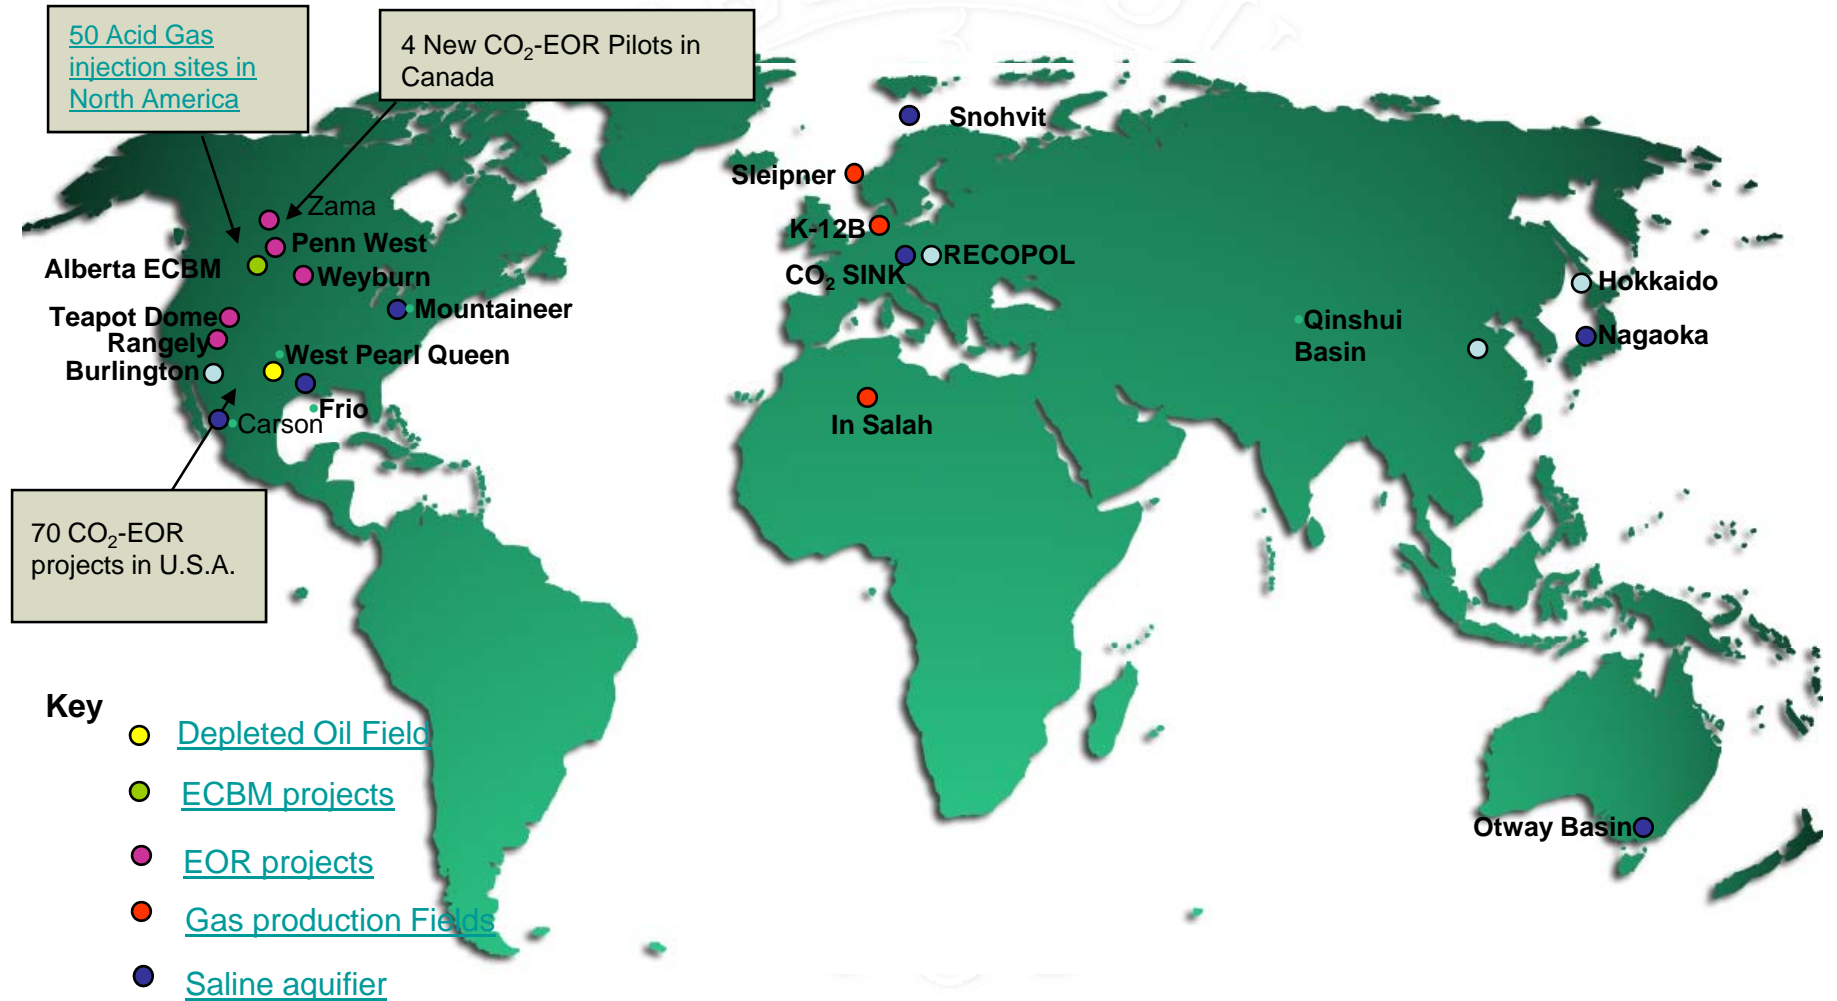 50 Acid Gas
injection sites in
North America
4 New CO₂-EOR Pilots in
Canada
Snohvit
Sleipner
Zama
K-12B
Penn West
RECOPOL
Alberta ECBM
Weyburn
CO₂ SINK
Hokkaido
Mountaineer
Teapot Dome
Qinshui
Basin
Rangely
Nagaoka
West Pearl Queen
Burlington
Frio
Carson
In Salah
70 CO₂-EOR
projects in U.S.A.
Key
Depleted Oil Field
ECBM projects
EOR projects
Gas production Fields
Saline aquifier
Otway Basin